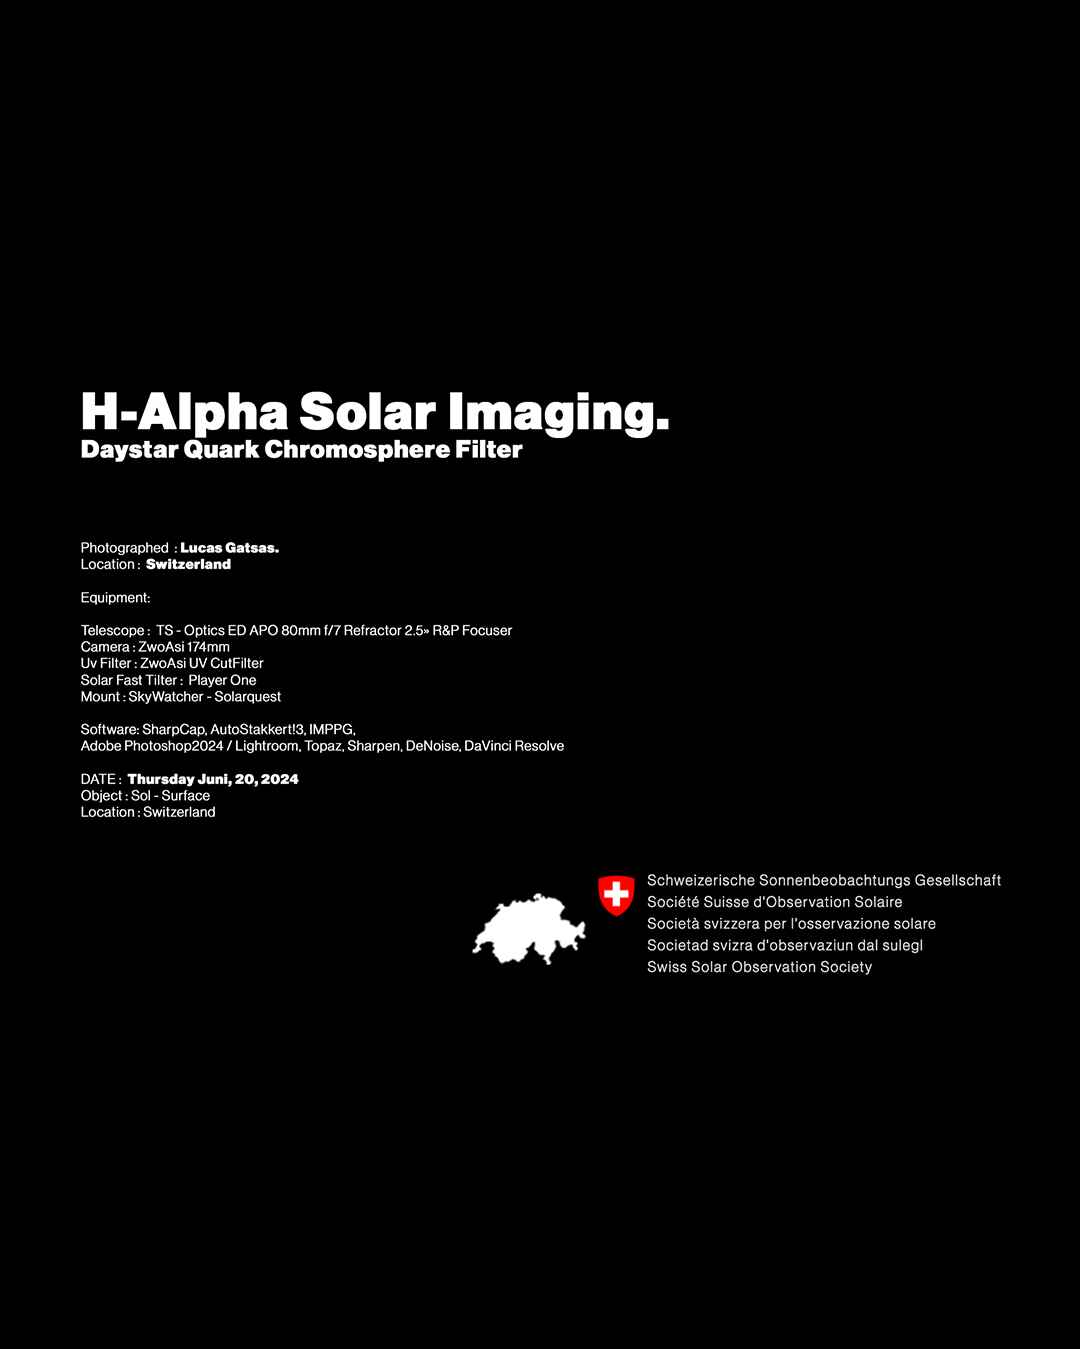 H-Alpha Solar Imaging.
Daystar Quark Chromosphere Filter
Photographed : Lucas Gatsas.
Location : Switzerland
Equipment:
Telescope : TS - Optics ED APO 80mm f/7 Refractor 2.5» R&P Focuser
Camera : ZwoAsi 174mm
Uv Filter : ZwoAsi UV CutFilter
Solar Fast Tilter : Player One
Mount : SkyWatcher - Solarquest
Software: SharpCap, AutoStakkert!3, IMPPG,
Adobe Photoshop2024 / Lightroom, Topaz, Sharpen, DeNoise, DaVinci Resolve
DATE : Thursday Juni, 20, 2024
Object : Sol - Surface
Location : Switzerland
Schweizerische Sonnenbeobachtungs Gesellschaft
Société Suisse d'Observation Solaire
Società svizzera per l'osservazione solare
Societad svizra d'observaziun dal sulegl
Swiss Solar Observation Society